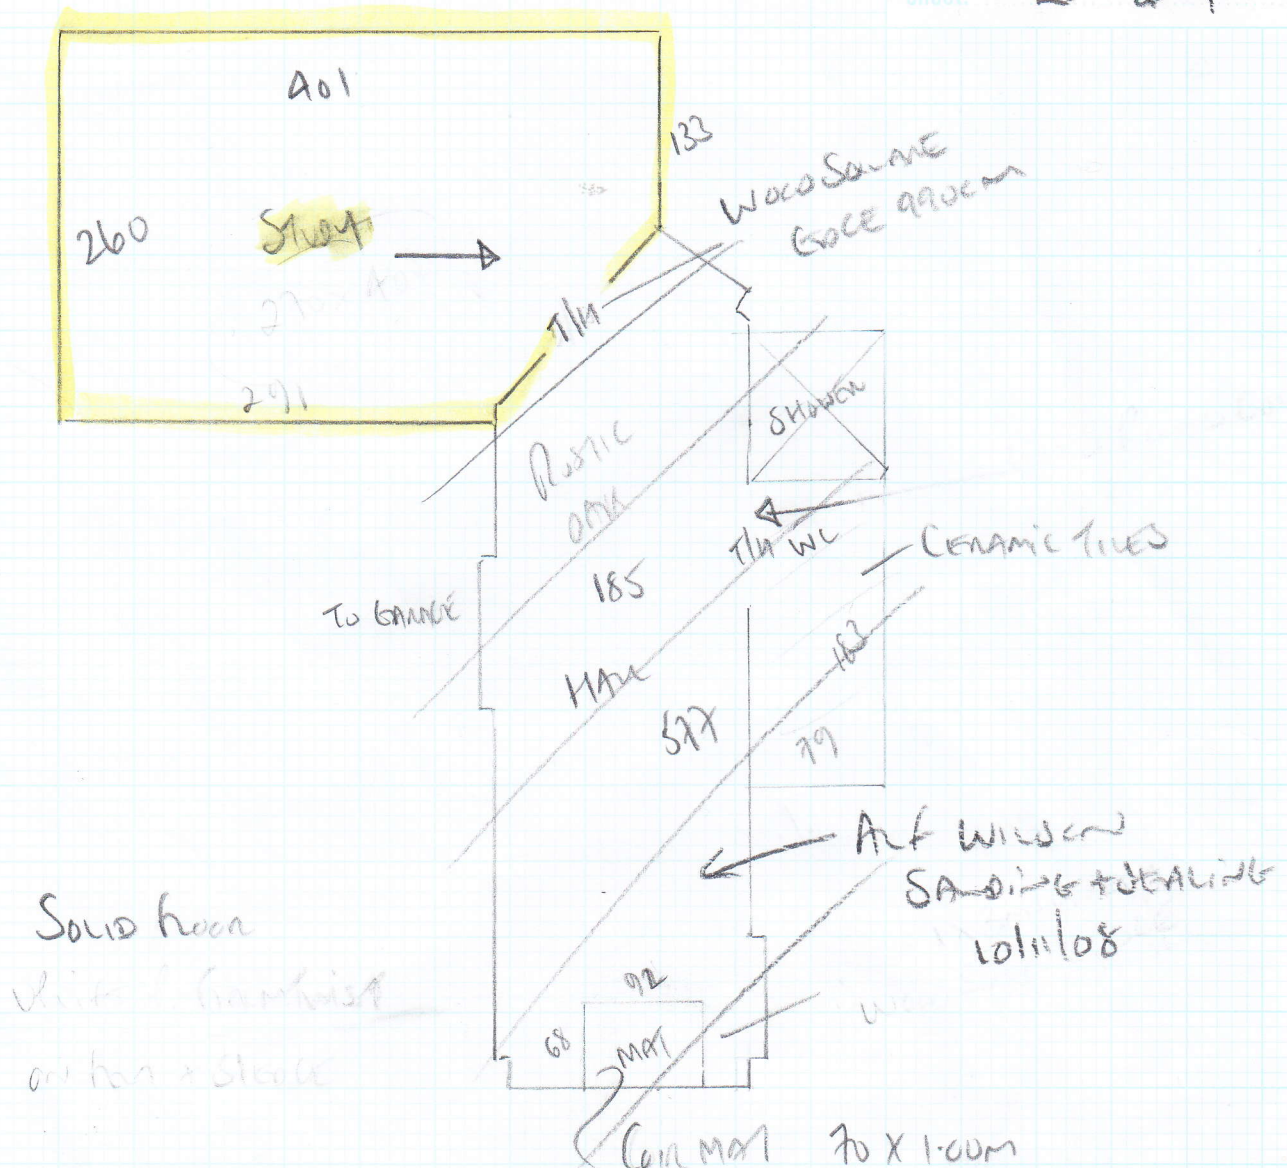 401
133
WOOD SQUARE
EDGE 990cm
260
Study
T/H
291
SHOWER
RUSTIC
OAK
T/H WC
CERAMIC TILES
185
TO GARAGE
163
HALL
577
79
ALF WILSON
SANDING + SEALING
10/11/08
SOLID FLOOR
92
68
MAT
COIR MAT 70 X 1.00M